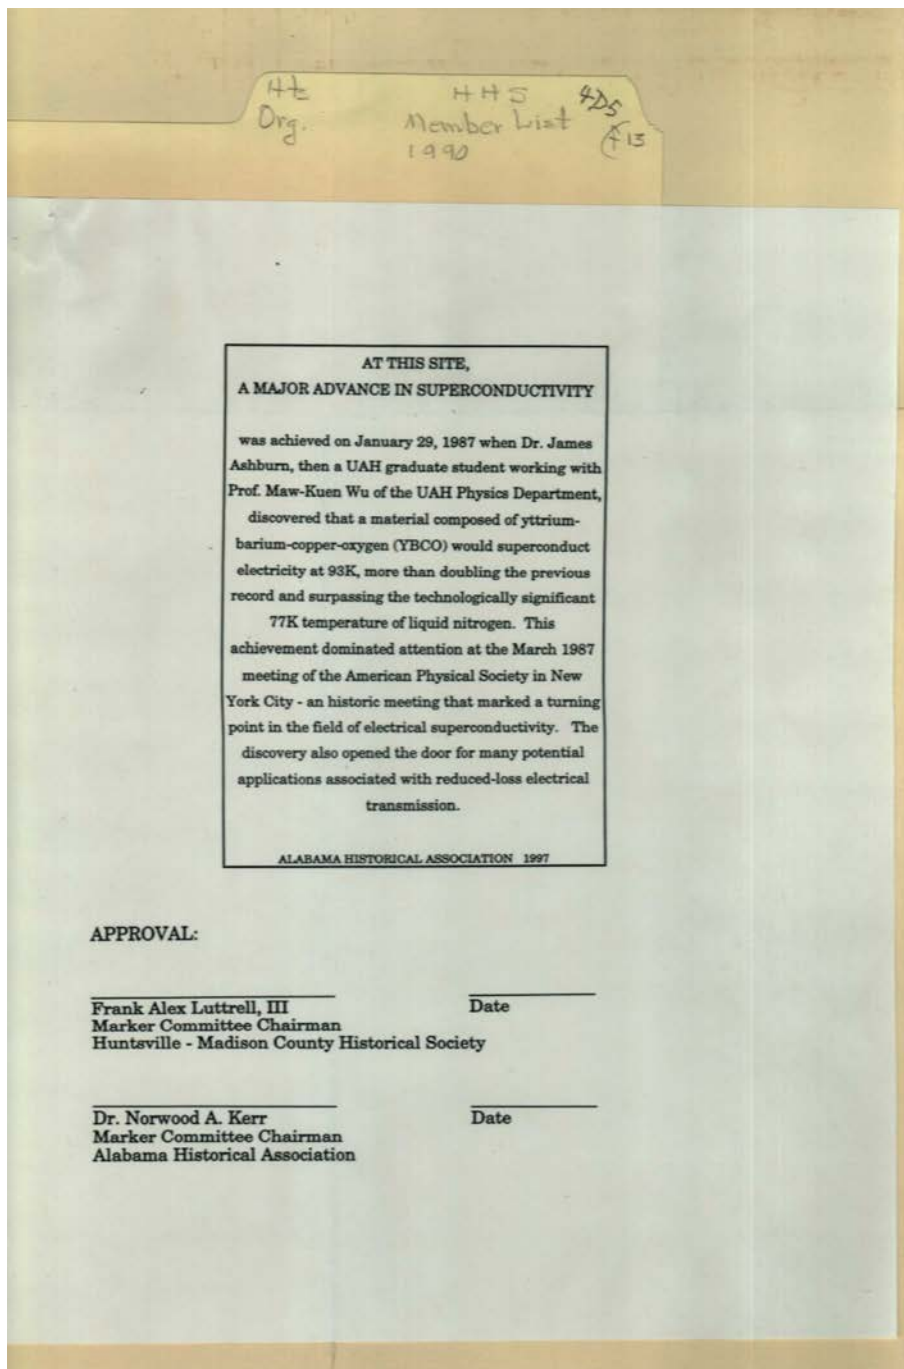 Hts
Org.
HHS
Member List
1990
4D5
13
AT THIS SITE,
A MAJOR ADVANCE IN SUPERCONDUCTIVITY
was achieved on January 29, 1987 when Dr. James
Ashburn, then a UAH graduate student working with
Prof. Maw-Kuen Wu of the UAH Physics Department,
discovered that a material composed of yttrium-
barium-copper-oxygen (YBCO) would superconduct
electricity at 93K, more than doubling the previous
record and surpassing the technologically significant
77K temperature of liquid nitrogen. This
achievement dominated attention at the March 1987
meeting of the American Physical Society in New
York City - an historic meeting that marked a turning
point in the field of electrical superconductivity. The
discovery also opened the door for many potential
applications associated with reduced-loss electrical
transmission.
ALABAMA HISTORICAL ASSOCIATION 1997
APPROVAL:
Frank Alex Luttrell, III Date
Marker Committee Chairman
Huntsville - Madison County Historical Society
Dr. Norwood A. Kerr Date
Marker Committee Chairman
Alabama Historical Association